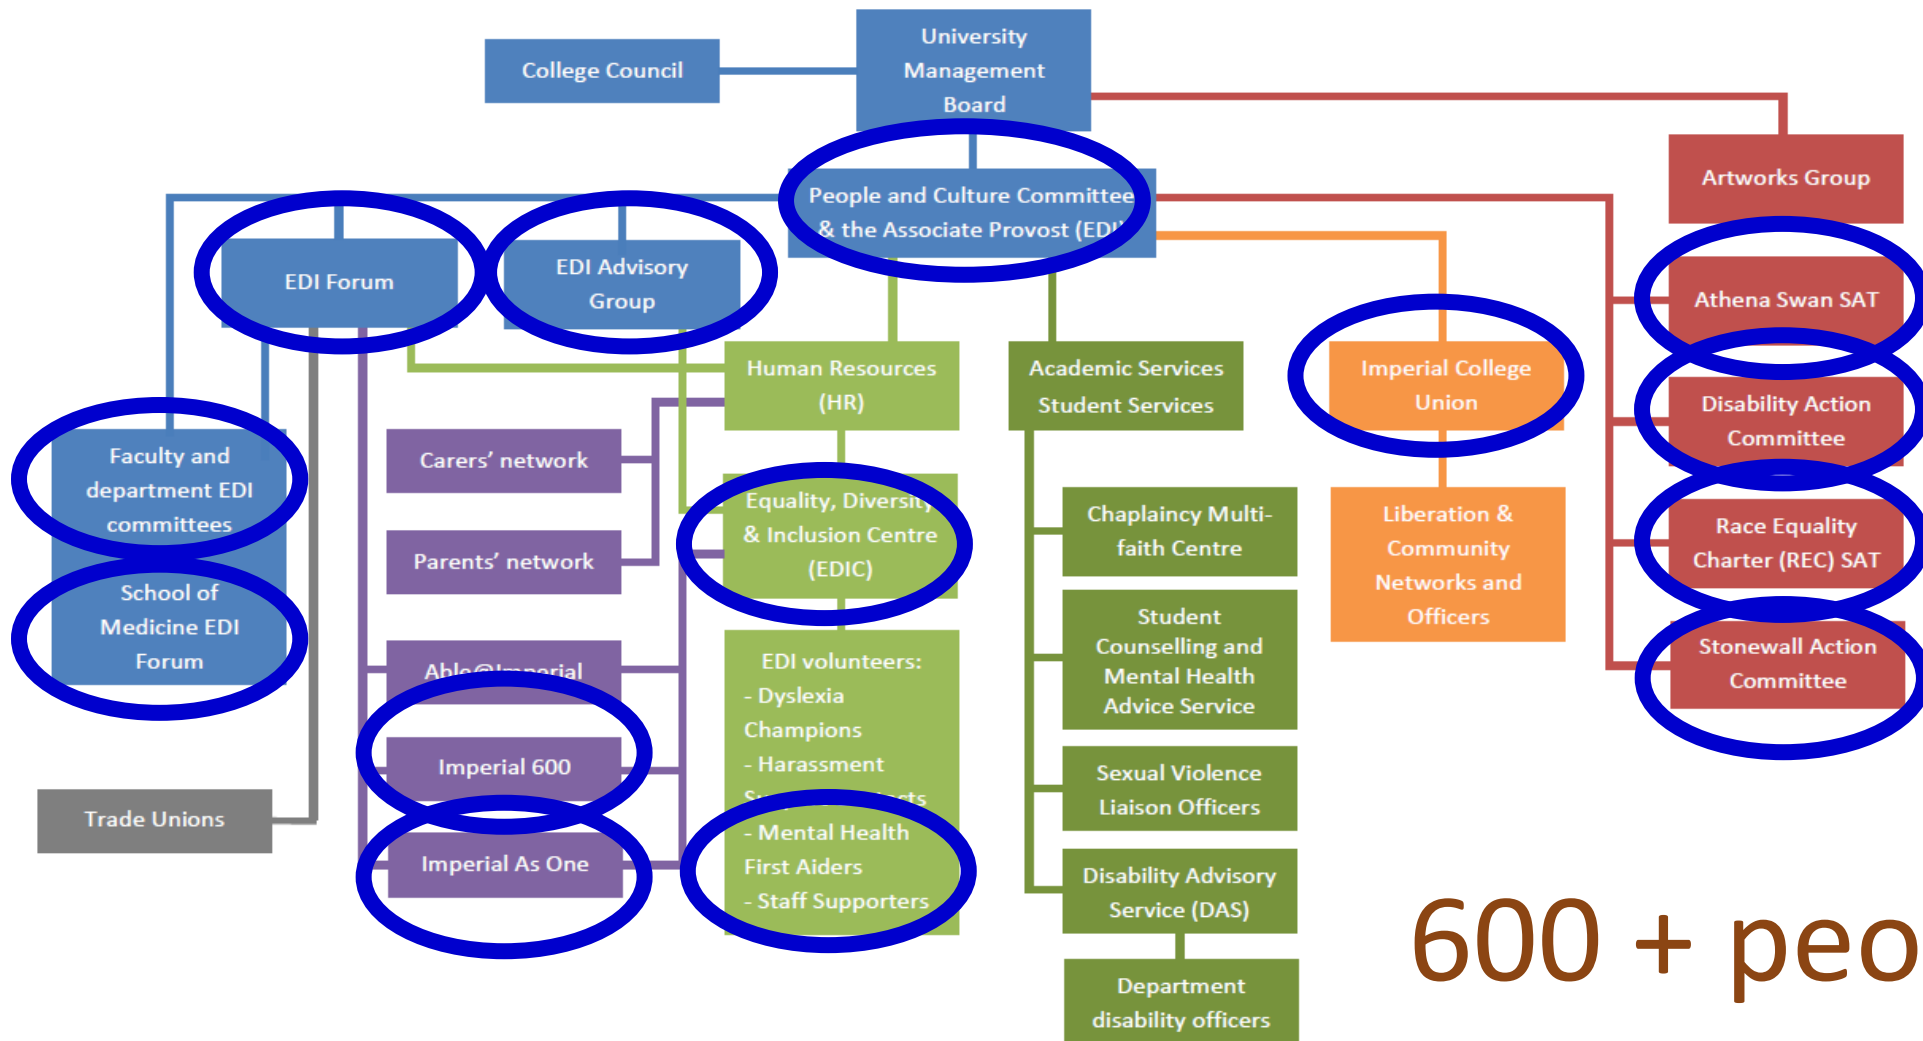 College Council
University
Management
Board
People and Culture Committee
& the Associate Provost (EDI)
Artworks Group
EDI Forum
EDI Advisory
Group
Athena Swan SAT
Human Resources
(HR)
Academic Services
Student Services
Imperial College
Union
Disability Action
Committee
Faculty and
department EDI
committees
School of
Medicine EDI
Forum
Carers’ network
Parents’ network
Equality, Diversity
& Inclusion Centre
(EDIC)
Chaplaincy Multi-
faith Centre
Liberation &
Community
Networks and
Officers
Race Equality
Charter (REC) SAT
Stonewall Action
Committee
Able@Imperial
Imperial 600
Imperial As One
Trade Unions
EDI volunteers:
- Dyslexia
Champions
- Harassment
- Mental Health
First Aiders
- Staff Supporters
Student
Counselling and
Mental Health
Advice Service
Sexual Violence
Liaison Officers
Disability Advisory
Service (DAS)
Department
disability officers
600 + peo